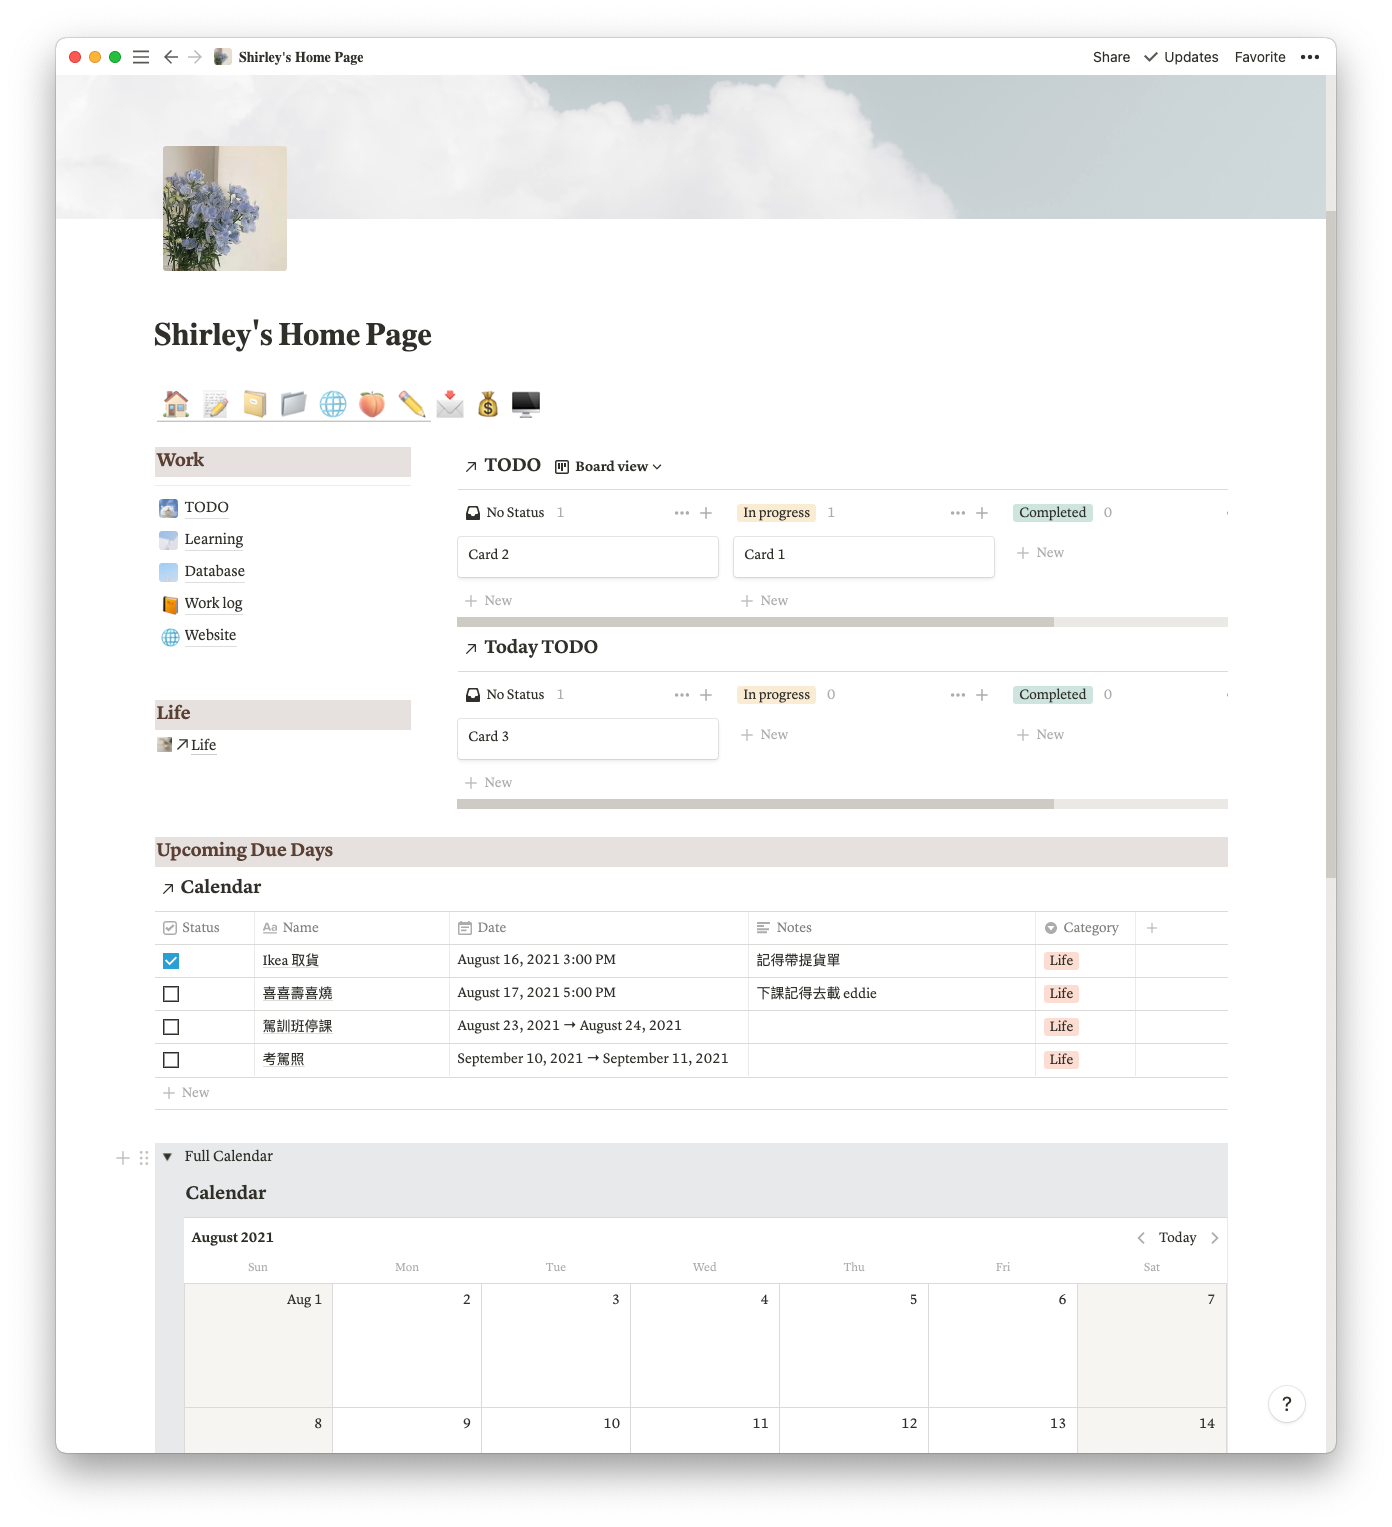 Shirley's Home Page
Share Updates Favorite
Shirley's Home Page
Work
TODO
Learning
Database
Work log
Website
Life
Life
TODO Board view
No Status 1 In progress 1 Completed 0
Card 2 Card 1 New
New New
Today TODO
No Status 1 In progress 0 Completed 0
Card 3 New New
New
Upcoming Due Days
Calendar
Status Aa Name Date Notes Category
Ikea 取貨 August 16, 2021 3:00 PM 記得帶提貨單 Life
喜喜壽喜燒 August 17, 2021 5:00 PM 下課記得去載 eddie Life
駕訓班停課 August 23, 2021 → August 24, 2021 Life
考駕照 September 10, 2021 → September 11, 2021 Life
New
Full Calendar
Calendar
August 2021 Today
Sun Mon Tue Wed Thu Fri Sat
Aug 1 2 3 4 5 6 7
8 9 10 11 12 13 14
?